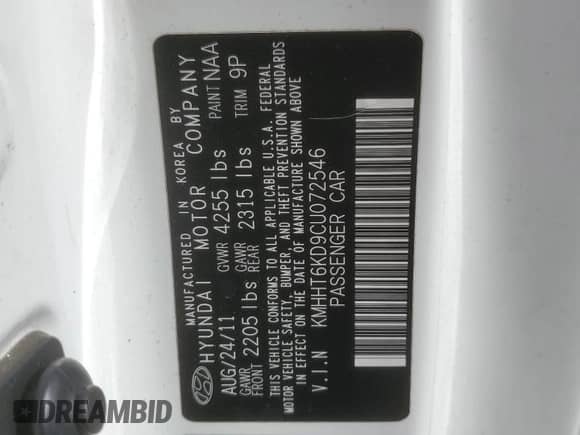 MANUFACTURED IN KOREA BY
HYUNDAI MOTOR COMPANY
AUG/24/11 GVWR 4255 lbs PAINT NAA
GAWR FRONT 2205 lbs GAWR REAR 2315 lbs TRIM 9P
THIS VEHICLE CONFORMS TO ALL APPLICABLE U.S.A. FEDERAL
MOTOR VEHICLE SAFETY, BUMPER, AND THEFT PREVENTION STANDARDS
IN EFFECT ON THE DATE OF MANUFACTURE SHOWN ABOVE
V.I.N KMHHT6KD9CU072546
PASSENGER CAR
DREAMBID